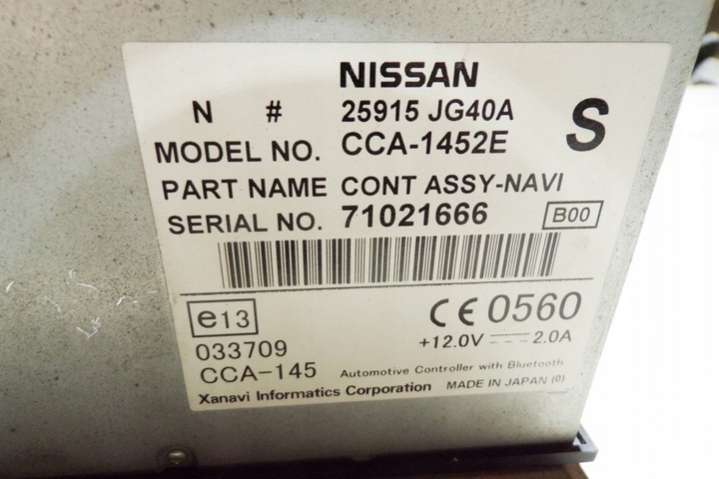 NISSAN
N # 25915 JG40A
S
MODEL NO. CCA-1452E
PART NAME CONT ASSY-NAVI
SERIAL NO. 71021666 B00
e13 CE 0560
033709 +12.0V 2.0A
CCA-145 Automotive Controller with Bluetooth
Xanavi Informatics Corporation MADE IN JAPAN (0)